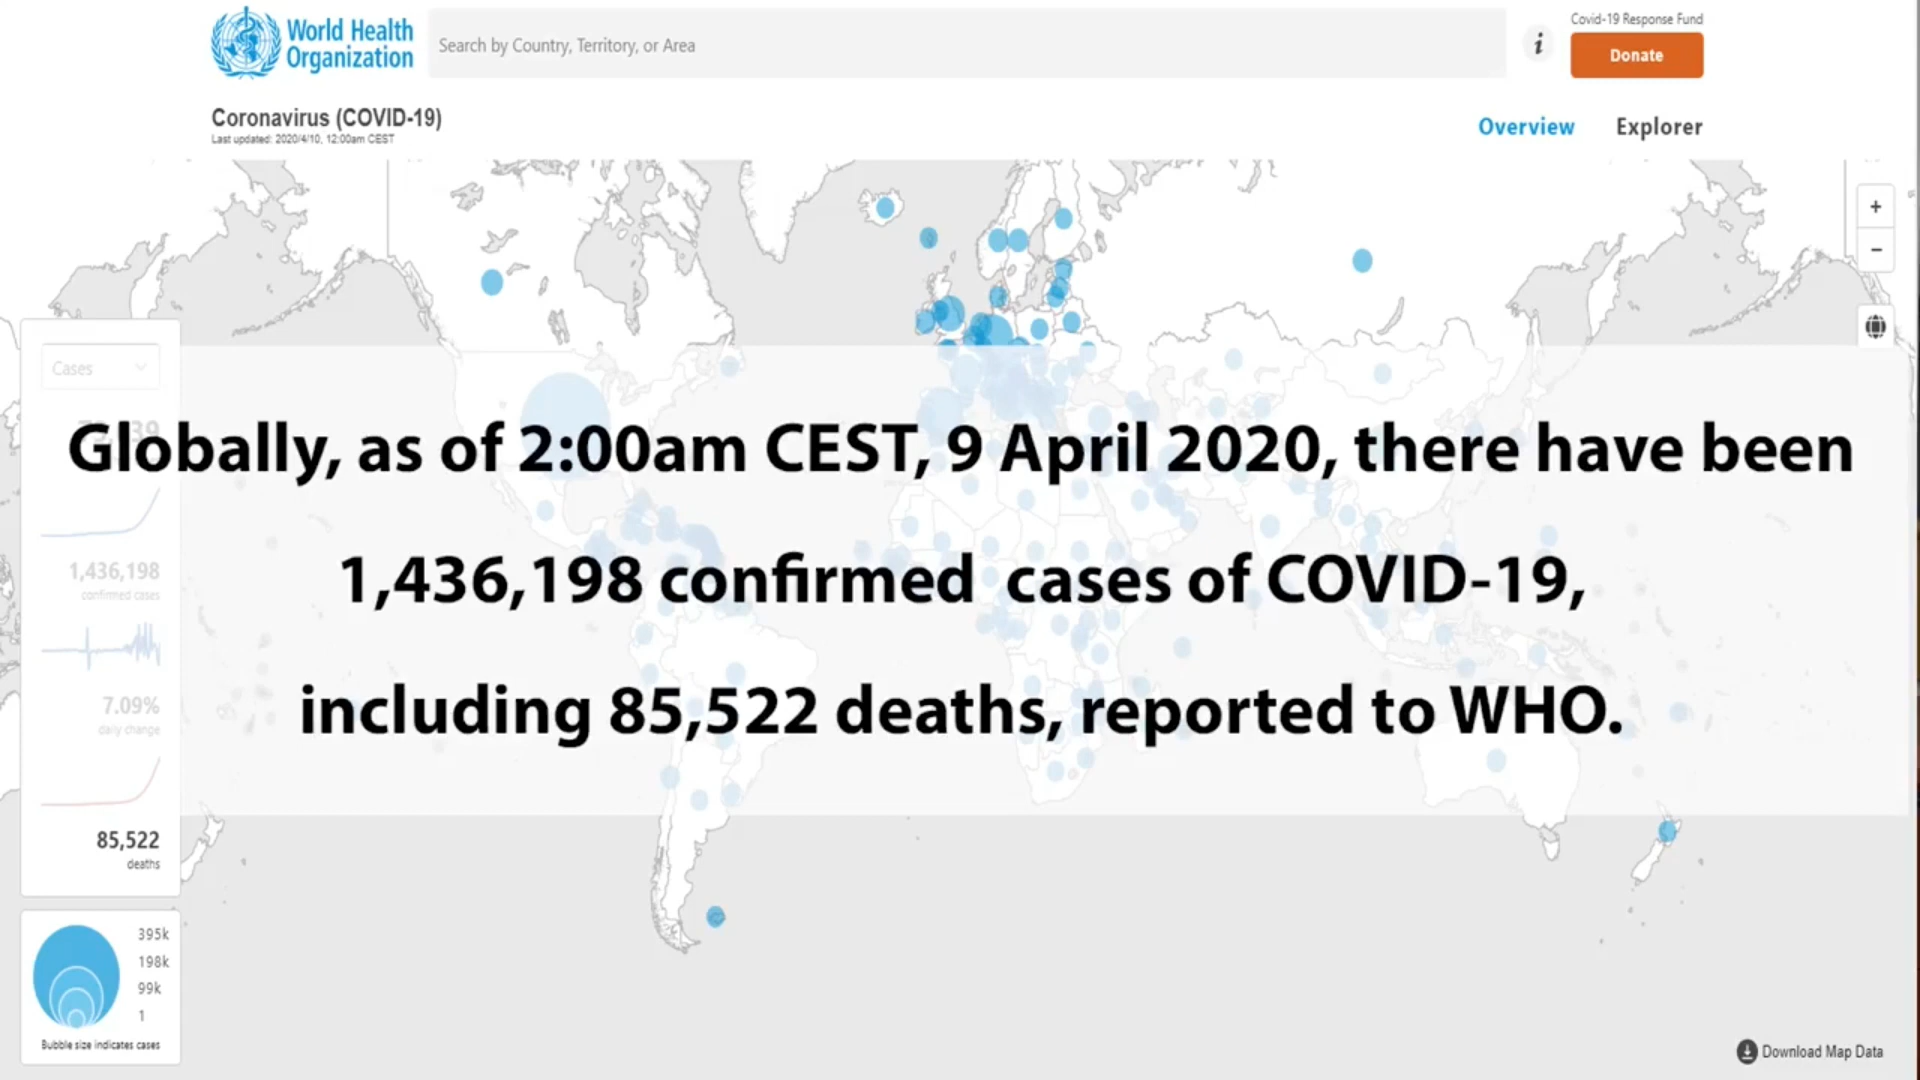 World Health
Organization
Search by Country, Territory, or Area
i
Covid-19 Response Fund
Donate
Coronavirus (COVID-19)
Last updated: 2020/4/10, 12:00am CEST
Overview
Explorer
+
−
Cases
Globally, as of 2:00am CEST, 9 April 2020, there have been
1,436,198 confirmed cases of COVID-19,
including 85,522 deaths, reported to WHO.
1,436,198
confirmed cases
7.09%
daily change
85,522
deaths
395k
198k
99k
1
Bubble size indicates cases
Download Map Data